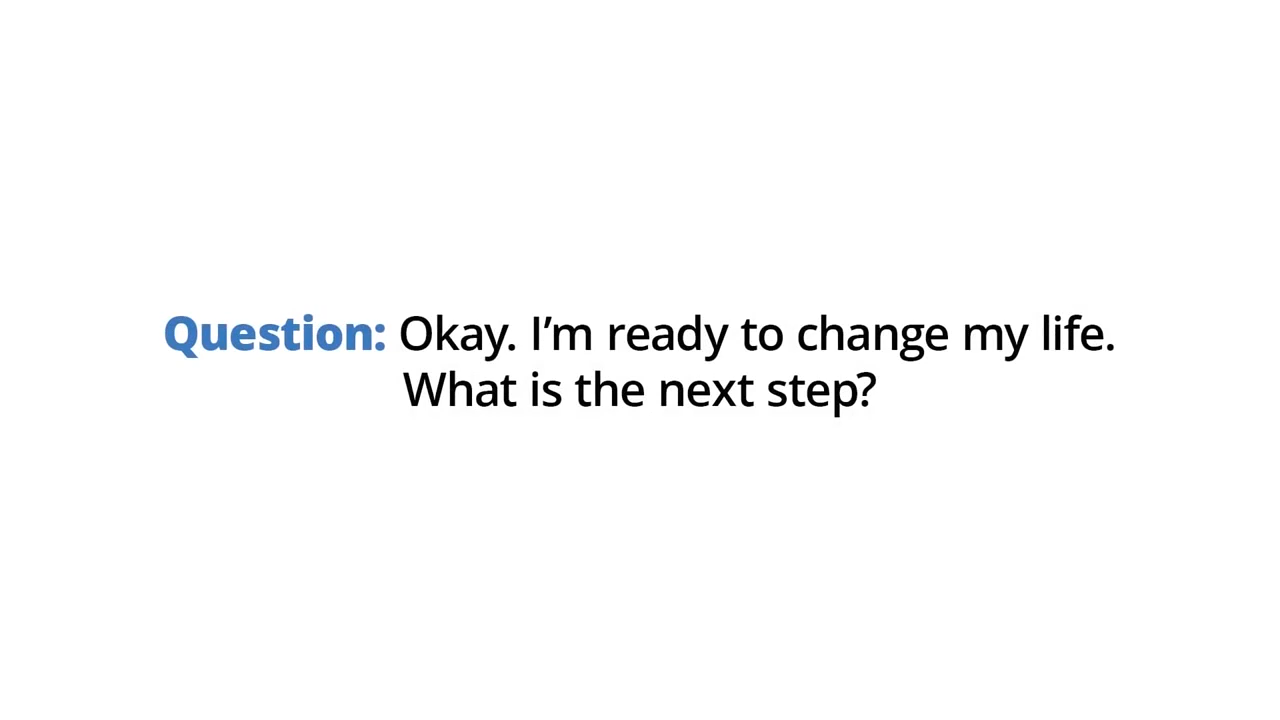 Question: Okay. I’m ready to change my life.
What is the next step?